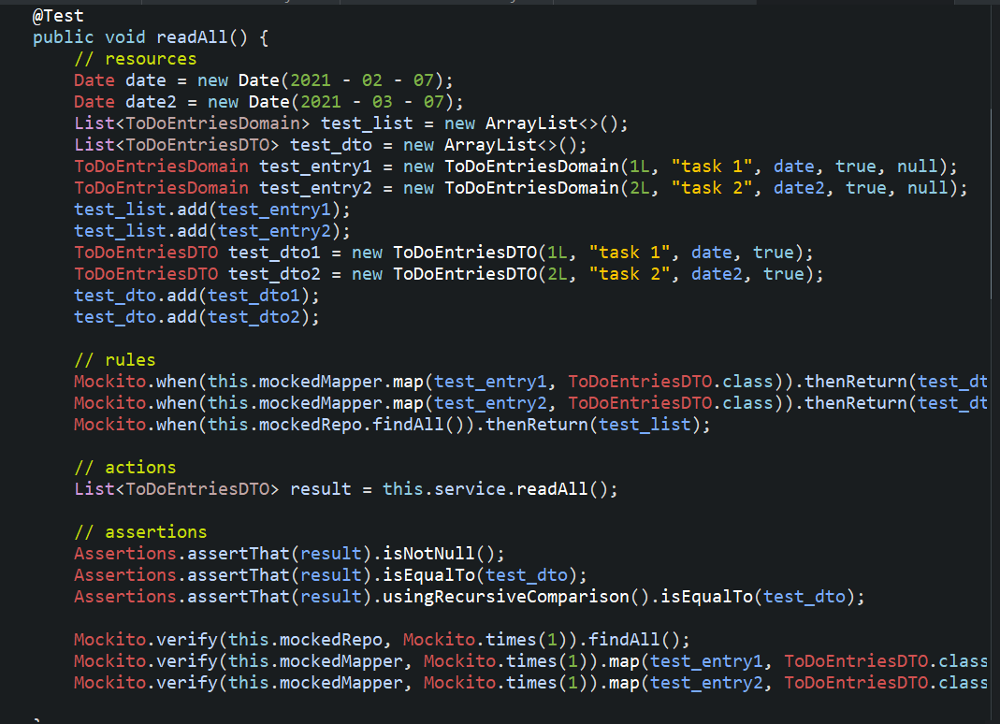 @Test
public void readAll() {
    // resources
    Date date = new Date(2021 - 02 - 07);
    Date date2 = new Date(2021 - 03 - 07);
    List<ToDoEntriesDomain> test_list = new ArrayList<>();
    List<ToDoEntriesDTO> test_dto = new ArrayList<>();
    ToDoEntriesDomain test_entry1 = new ToDoEntriesDomain(1L, "task 1", date, true, null);
    ToDoEntriesDomain test_entry2 = new ToDoEntriesDomain(2L, "task 2", date2, true, null);
    test_list.add(test_entry1);
    test_list.add(test_entry2);
    ToDoEntriesDTO test_dto1 = new ToDoEntriesDTO(1L, "task 1", date, true);
    ToDoEntriesDTO test_dto2 = new ToDoEntriesDTO(2L, "task 2", date2, true);
    test_dto.add(test_dto1);
    test_dto.add(test_dto2);
    // rules
    Mockito.when(this.mockedMapper.map(test_entry1, ToDoEntriesDTO.class)).thenReturn(test_dt
    Mockito.when(this.mockedMapper.map(test_entry2, ToDoEntriesDTO.class)).thenReturn(test_dt
    Mockito.when(this.mockedRepo.findAll()).thenReturn(test_list);
    // actions
    List<ToDoEntriesDTO> result = this.service.readAll();
    // assertions
    Assertions.assertThat(result).isNotNull();
    Assertions.assertThat(result).isEqualTo(test_dto);
    Assertions.assertThat(result).usingRecursiveComparison().isEqualTo(test_dto);
    Mockito.verify(this.mockedRepo, Mockito.times(1)).findAll();
    Mockito.verify(this.mockedMapper, Mockito.times(1)).map(test_entry1, ToDoEntriesDTO.class
    Mockito.verify(this.mockedMapper, Mockito.times(1)).map(test_entry2, ToDoEntriesDTO.class